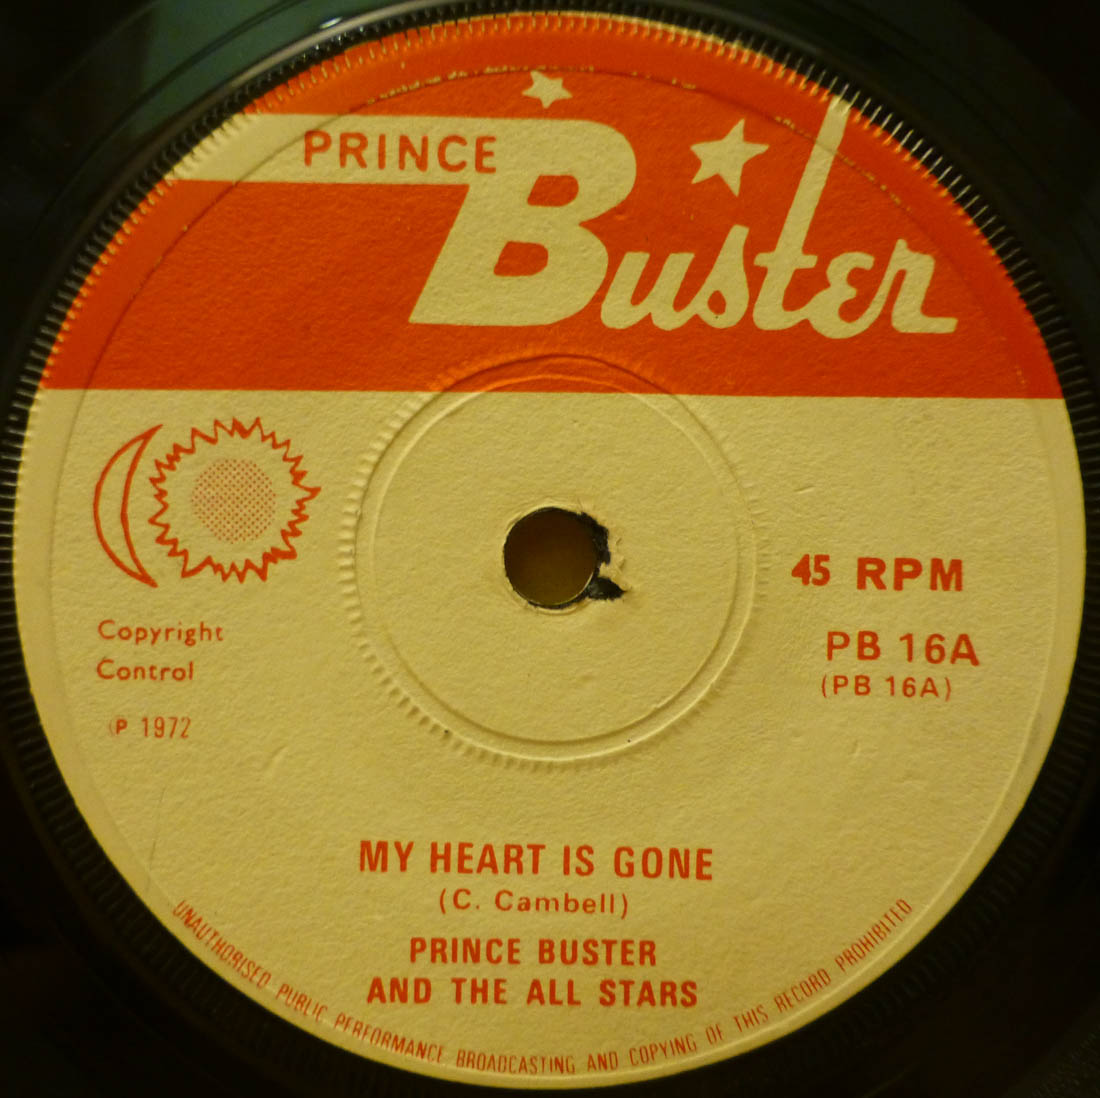 PRINCE
Buster
45 RPM
PB 16A
(PB 16A)
Copyright
Control
℗ 1972
MY HEART IS GONE
(C. Cambell)
PRINCE BUSTER
AND THE ALL STARS
UNAUTHORISED PUBLIC PERFORMANCE BROADCASTING AND COPYING OF THIS RECORD PROHIBITED